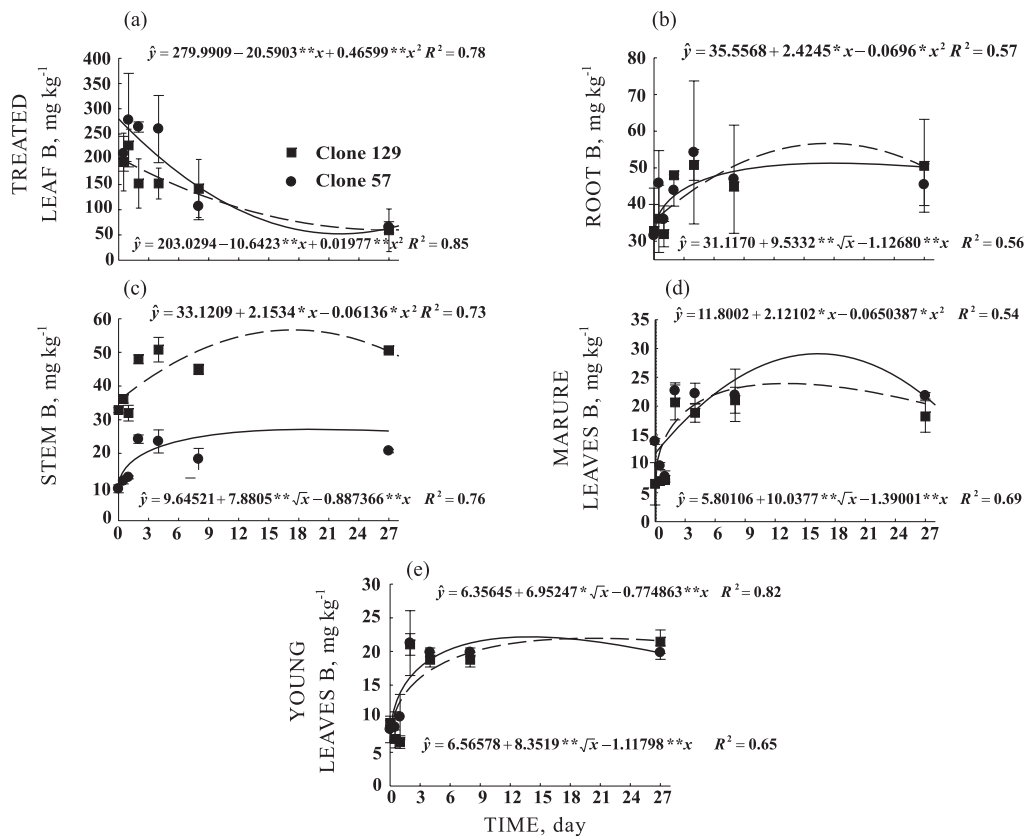 (a)
ŷ = 279.9909−20.5903**x+0.46599**x² R² = 0.78
400
350
300
250
200
150
100
50
0
TREATED
LEAF B, mg kg⁻¹
Clone 129
Clone 57
ŷ = 203.0294−10.6423**x+0.01977**x² R² = 0.85
(b)
ŷ = 35.5568+2.4245*x−0.0696*x² R² = 0.57
80
70
60
50
40
30
ROOT B, mg kg⁻¹
ŷ = 31.1170+9.5332**√x−1.12680**x R² = 0.56
(c)
ŷ = 33.1209+2.1534*x−0.06136*x² R² = 0.73
60
50
40
30
20
10
0
STEM B, mg kg⁻¹
ŷ = 9.64521+7.8805**√x−0.887366**x R² = 0.76
0 3 6 9 12 15 18 21 24 27
(d)
ŷ = 11.8002+2.12102*x−0.0650387*x² R² = 0.54
35
30
25
20
15
10
5
0
MARURE
LEAVES B, mg kg⁻¹
ŷ = 5.80106+10.0377**√x−1.39001**x R² = 0.69
0 3 6 9 12 15 18 21 24 27
(e)
ŷ = 6.35645+6.95247*√x−0.774863**x R² = 0.82
30
25
20
15
10
5
0
YOUNG
LEAVES B, mg kg⁻¹
ŷ = 6.56578+8.3519**√x−1.11798**x R² = 0.65
0 3 6 9 12 15 18 21 24 27
TIME, day